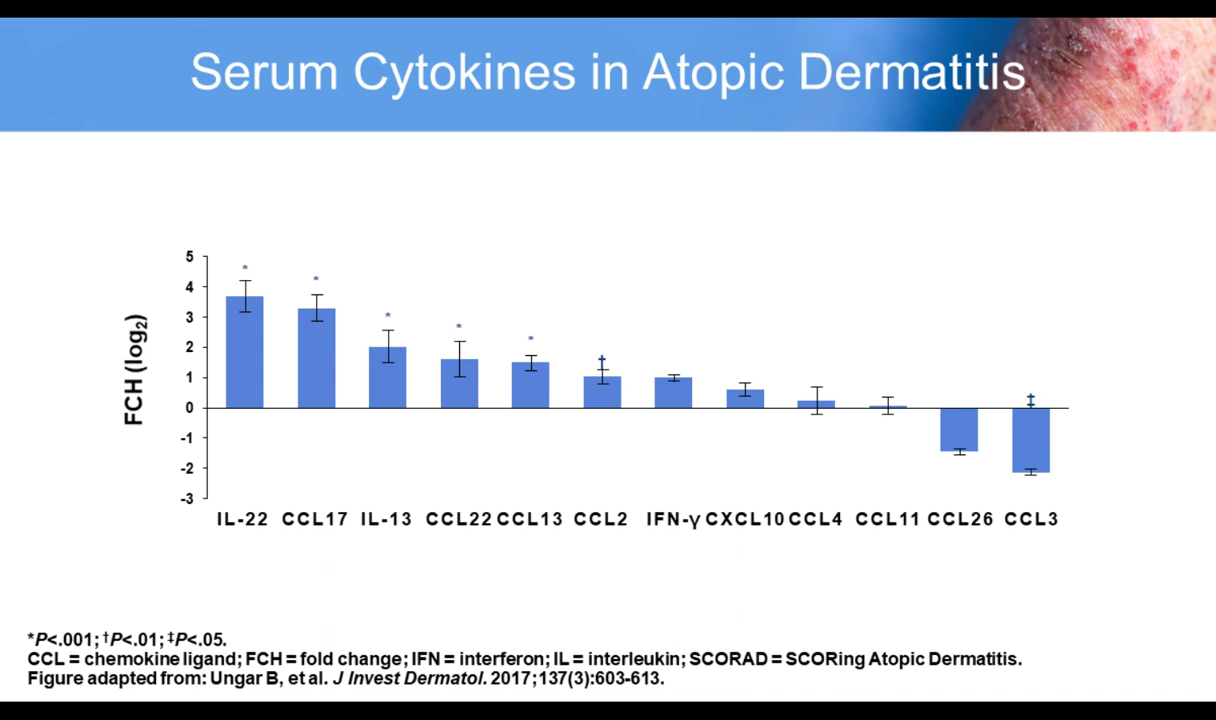 Serum Cytokines in Atopic Dermatitis
FCH (log₂)
5
4
3
2
1
0
-1
-2
-3
* * * * * † ‡
IL-22 CCL17 IL-13 CCL22 CCL13 CCL2 IFN-γ CXCL10 CCL4 CCL11 CCL26 CCL3
*P<.001; †P<.01; ‡P<.05.
CCL = chemokine ligand; FCH = fold change; IFN = interferon; IL = interleukin; SCORAD = SCORing Atopic Dermatitis.
Figure adapted from: Ungar B, et al. J Invest Dermatol. 2017;137(3):603-613.